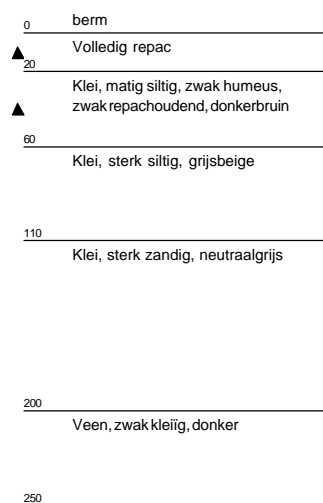 0 berm
Volledig repac
20
Klei, matig siltig, zwak humeus,
zwak repachoudend, donkerbruin
60
Klei, sterk siltig, grijsbeige
110
Klei, sterk zandig, neutraalgrijs
200
Veen, zwak kleiïg, donker
250